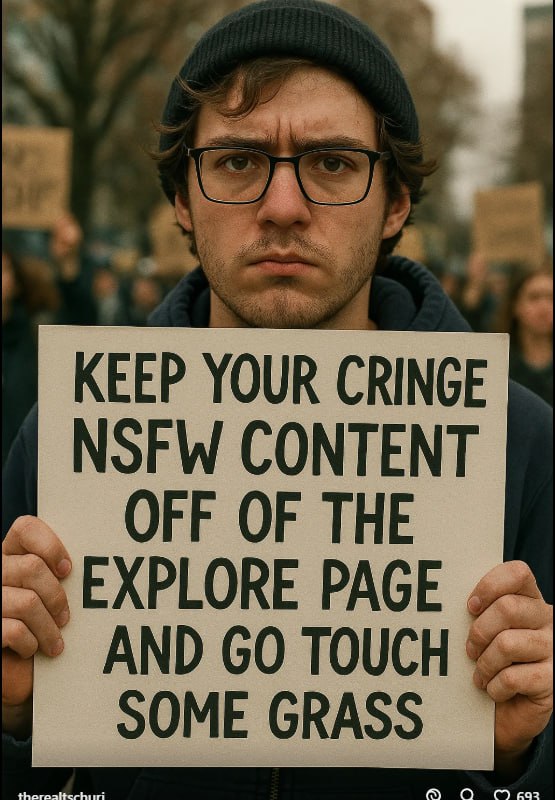 KEEP YOUR CRINGE
NSFW CONTENT
OFF OF THE
EXPLORE PAGE
AND GO TOUCH
SOME GRASS
therealtschuri
693